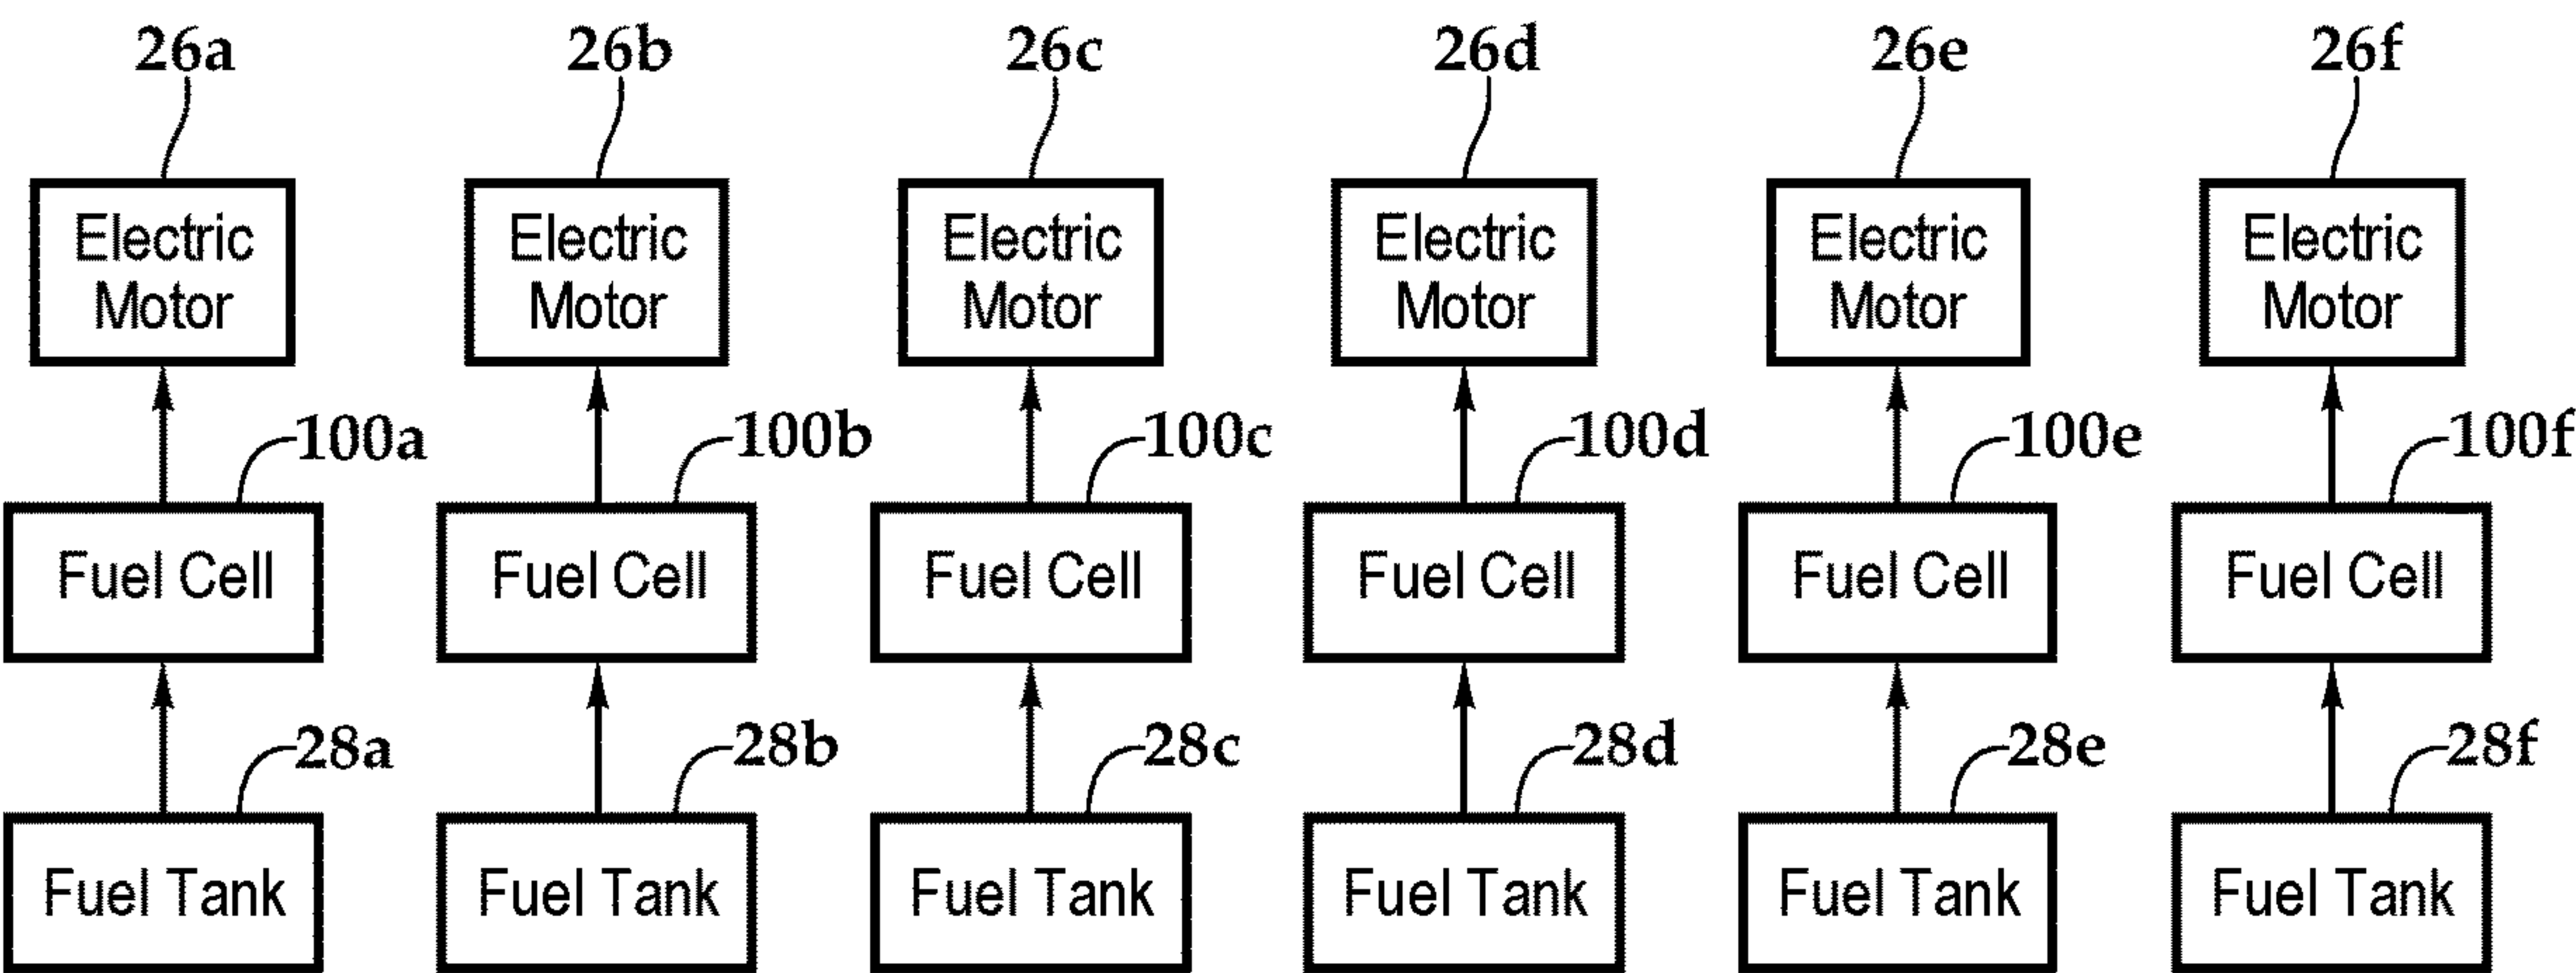 26a 26b 26c 26d 26e 26f
Electric Electric Electric Electric Electric Electric
Motor Motor Motor Motor Motor Motor
100a 100b 100c 100d 100e 100f
Fuel Cell Fuel Cell Fuel Cell Fuel Cell Fuel Cell Fuel Cell
28a 28b 28c 28d 28e 28f
Fuel Tank Fuel Tank Fuel Tank Fuel Tank Fuel Tank Fuel Tank